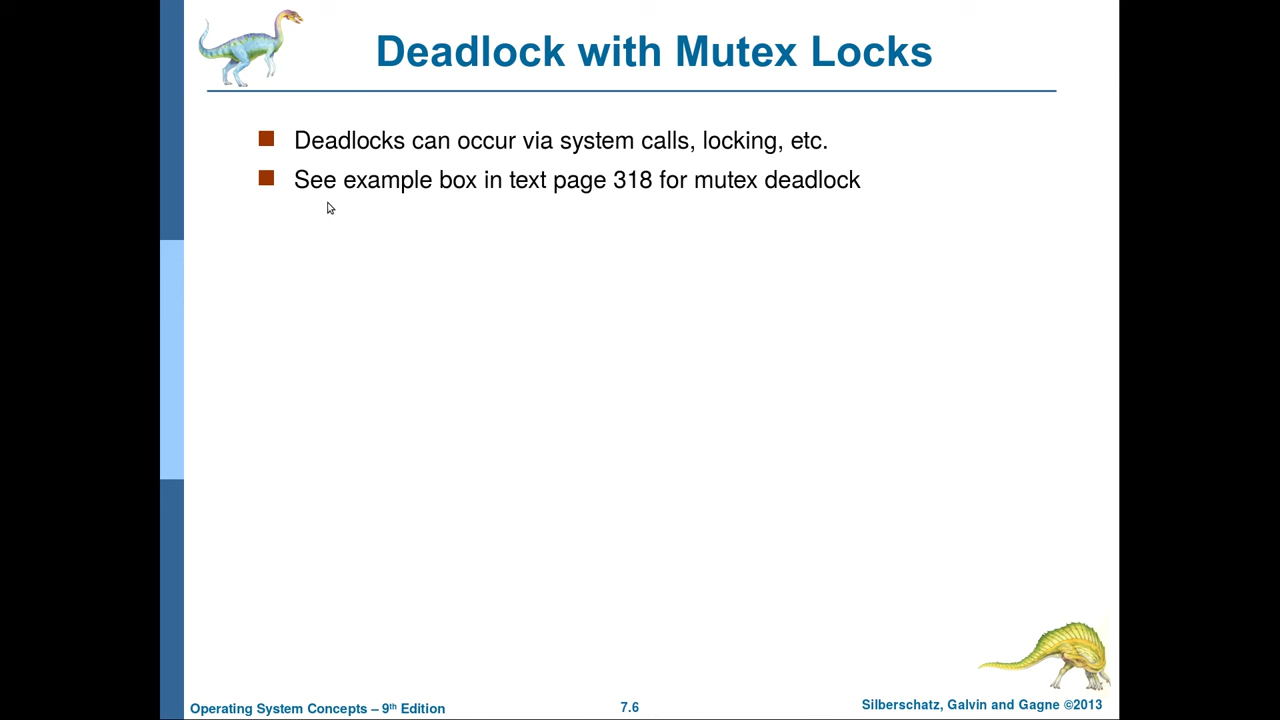 Deadlock with Mutex Locks
Deadlocks can occur via system calls, locking, etc.
See example box in text page 318 for mutex deadlock
Operating System Concepts – 9th Edition
7.6
Silberschatz, Galvin and Gagne ©2013